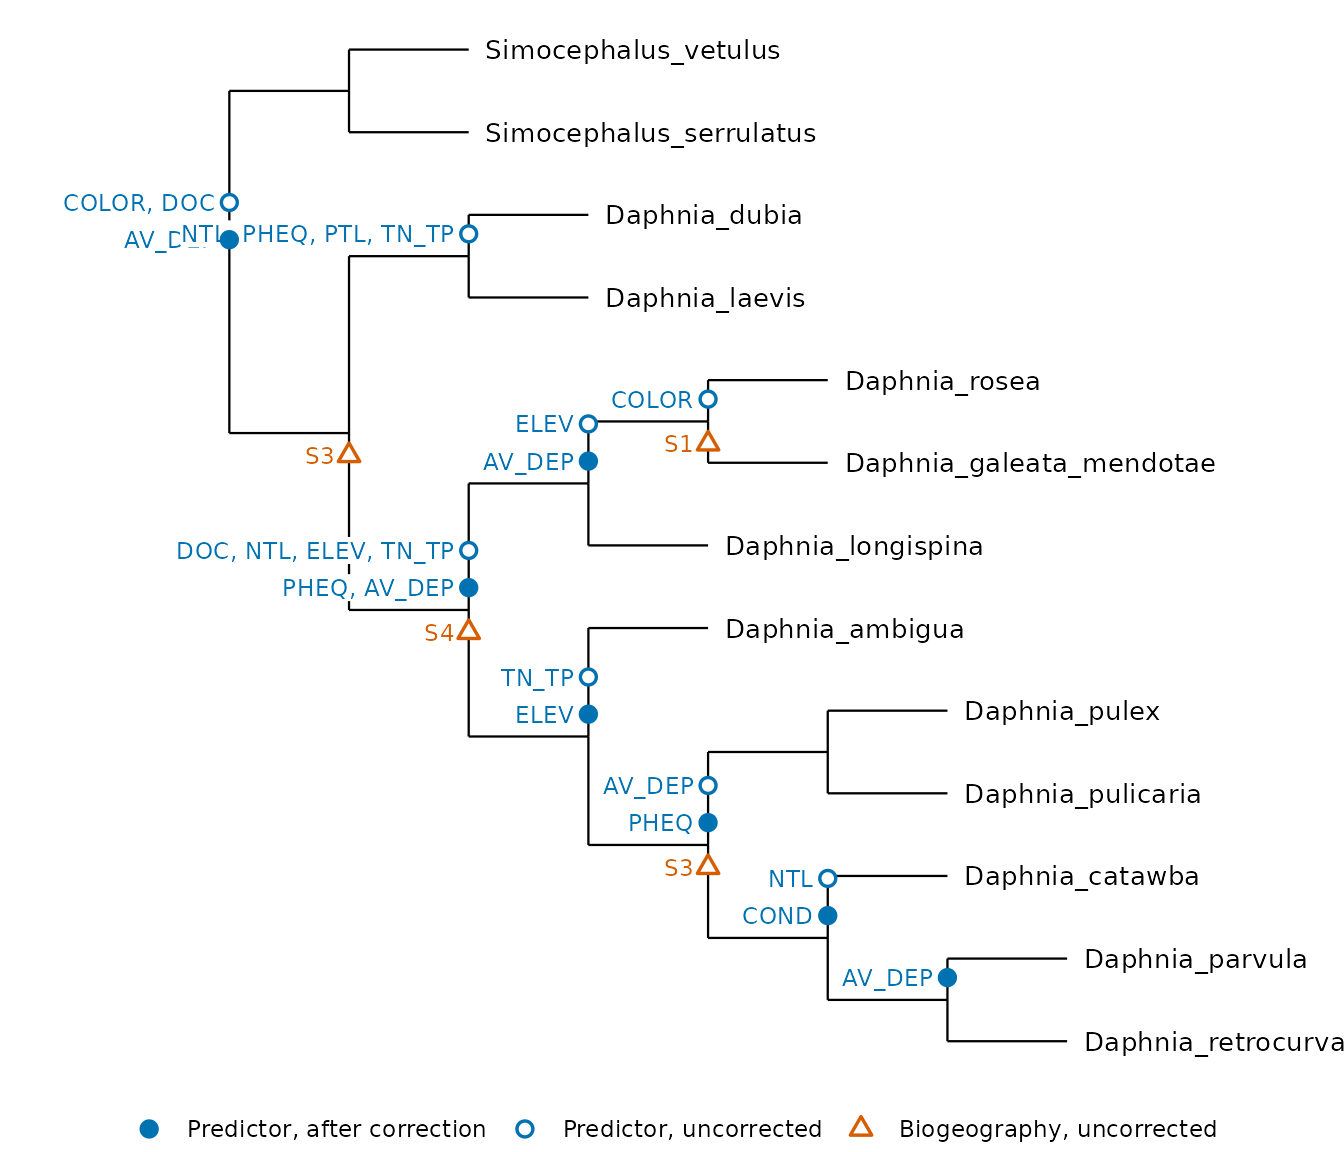 Simocephalus_vetulus
Simocephalus_serrulatus
COLOR, DOC
Daphnia_dubia
NTL, PHEQ, PTL, TN_TP
Daphnia_laevis
Daphnia_rosea
COLOR
ELEV
S1
S3
AV_DEP
Daphnia_galeata_mendotae
Daphnia_longispina
DOC, NTL, ELEV, TN_TP
PHEQ, AV_DEP
S4
Daphnia_ambigua
TN_TP
ELEV
Daphnia_pulex
AV_DEP
Daphnia_pulicaria
PHEQ
S3
NTL
Daphnia_catawba
COND
Daphnia_parvula
AV_DEP
Daphnia_retrocurva
Predictor, after correction
Predictor, uncorrected
Biogeography, uncorrected